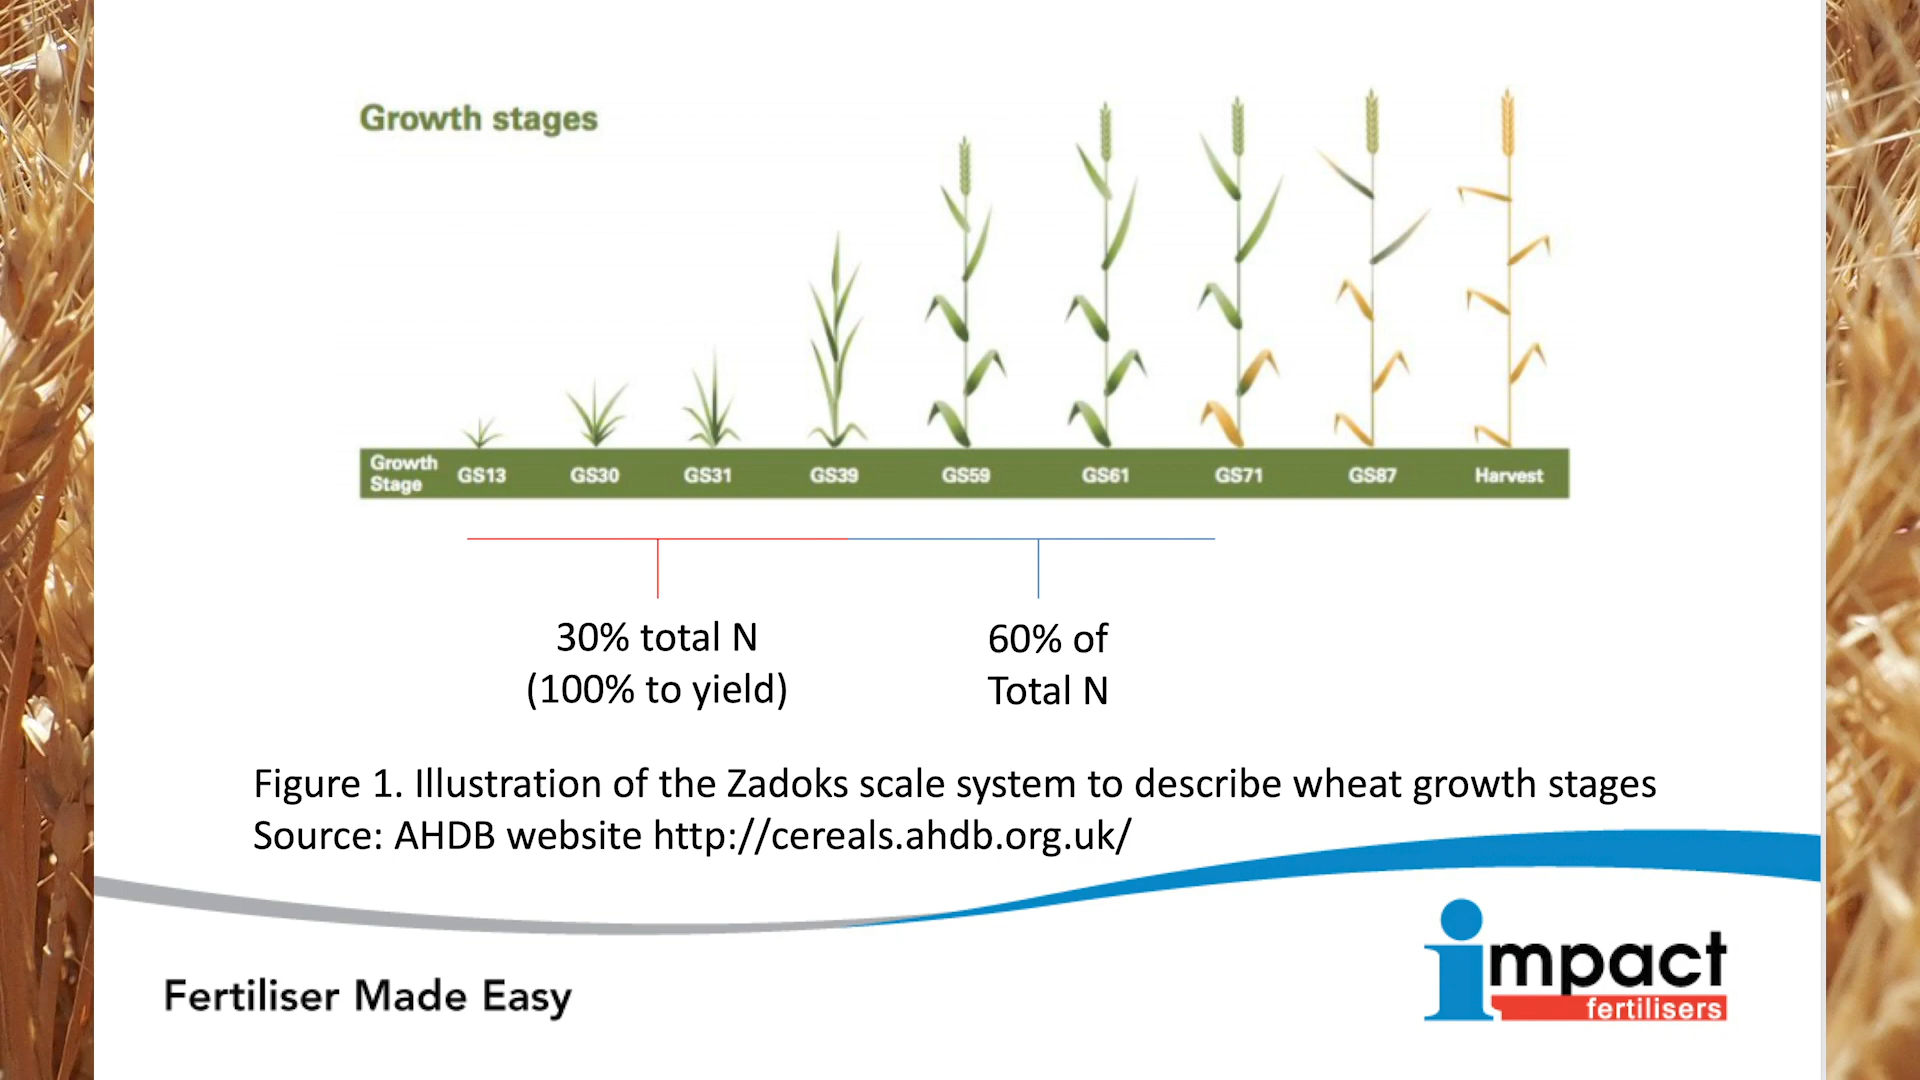 Growth stages
Growth
Stage
GS13 GS30 GS31 GS39 GS59 GS61 GS71 GS87 Harvest
30% total N
(100% to yield)
60% of
Total N
Figure 1. Illustration of the Zadoks scale system to describe wheat growth stages
Source: AHDB website http://cereals.ahdb.org.uk/
Fertiliser Made Easy
impact
fertilisers